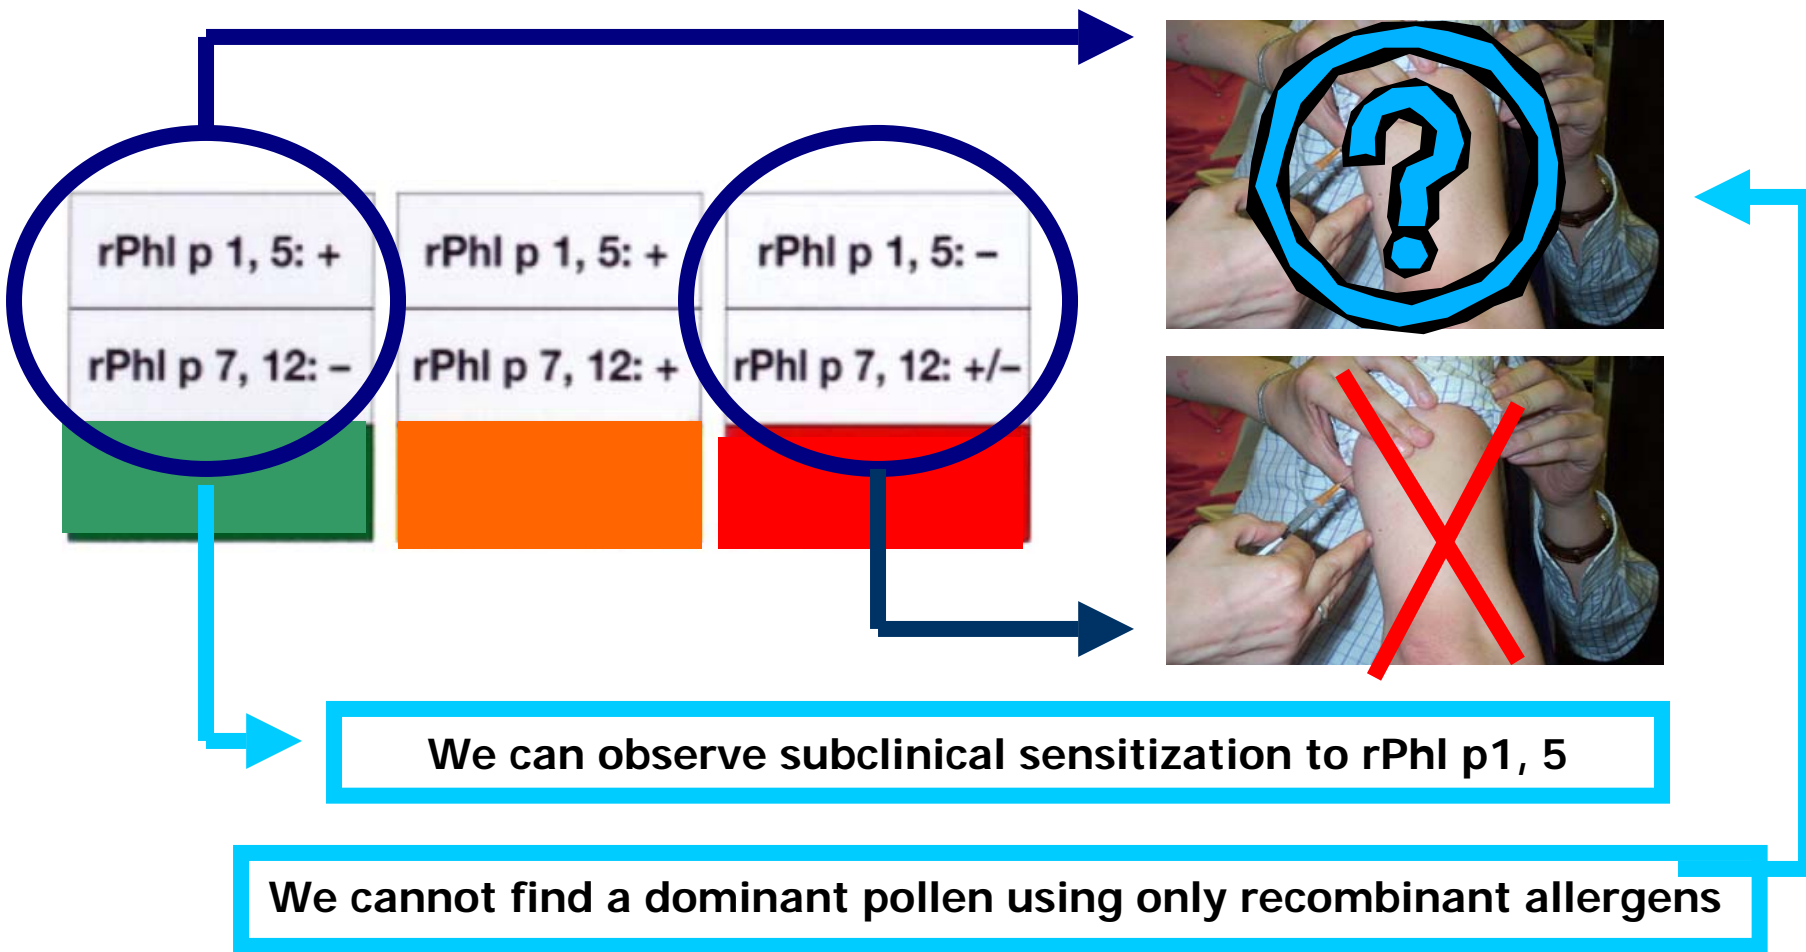 rPhl p 1, 5: +
rPhl p 7, 12: –
rPhl p 1, 5: +
rPhl p 7, 12: +
rPhl p 1, 5: –
rPhl p 7, 12: +/–
?
We can observe subclinical sensitization to rPhl p1, 5
We cannot find a dominant pollen using only recombinant allergens